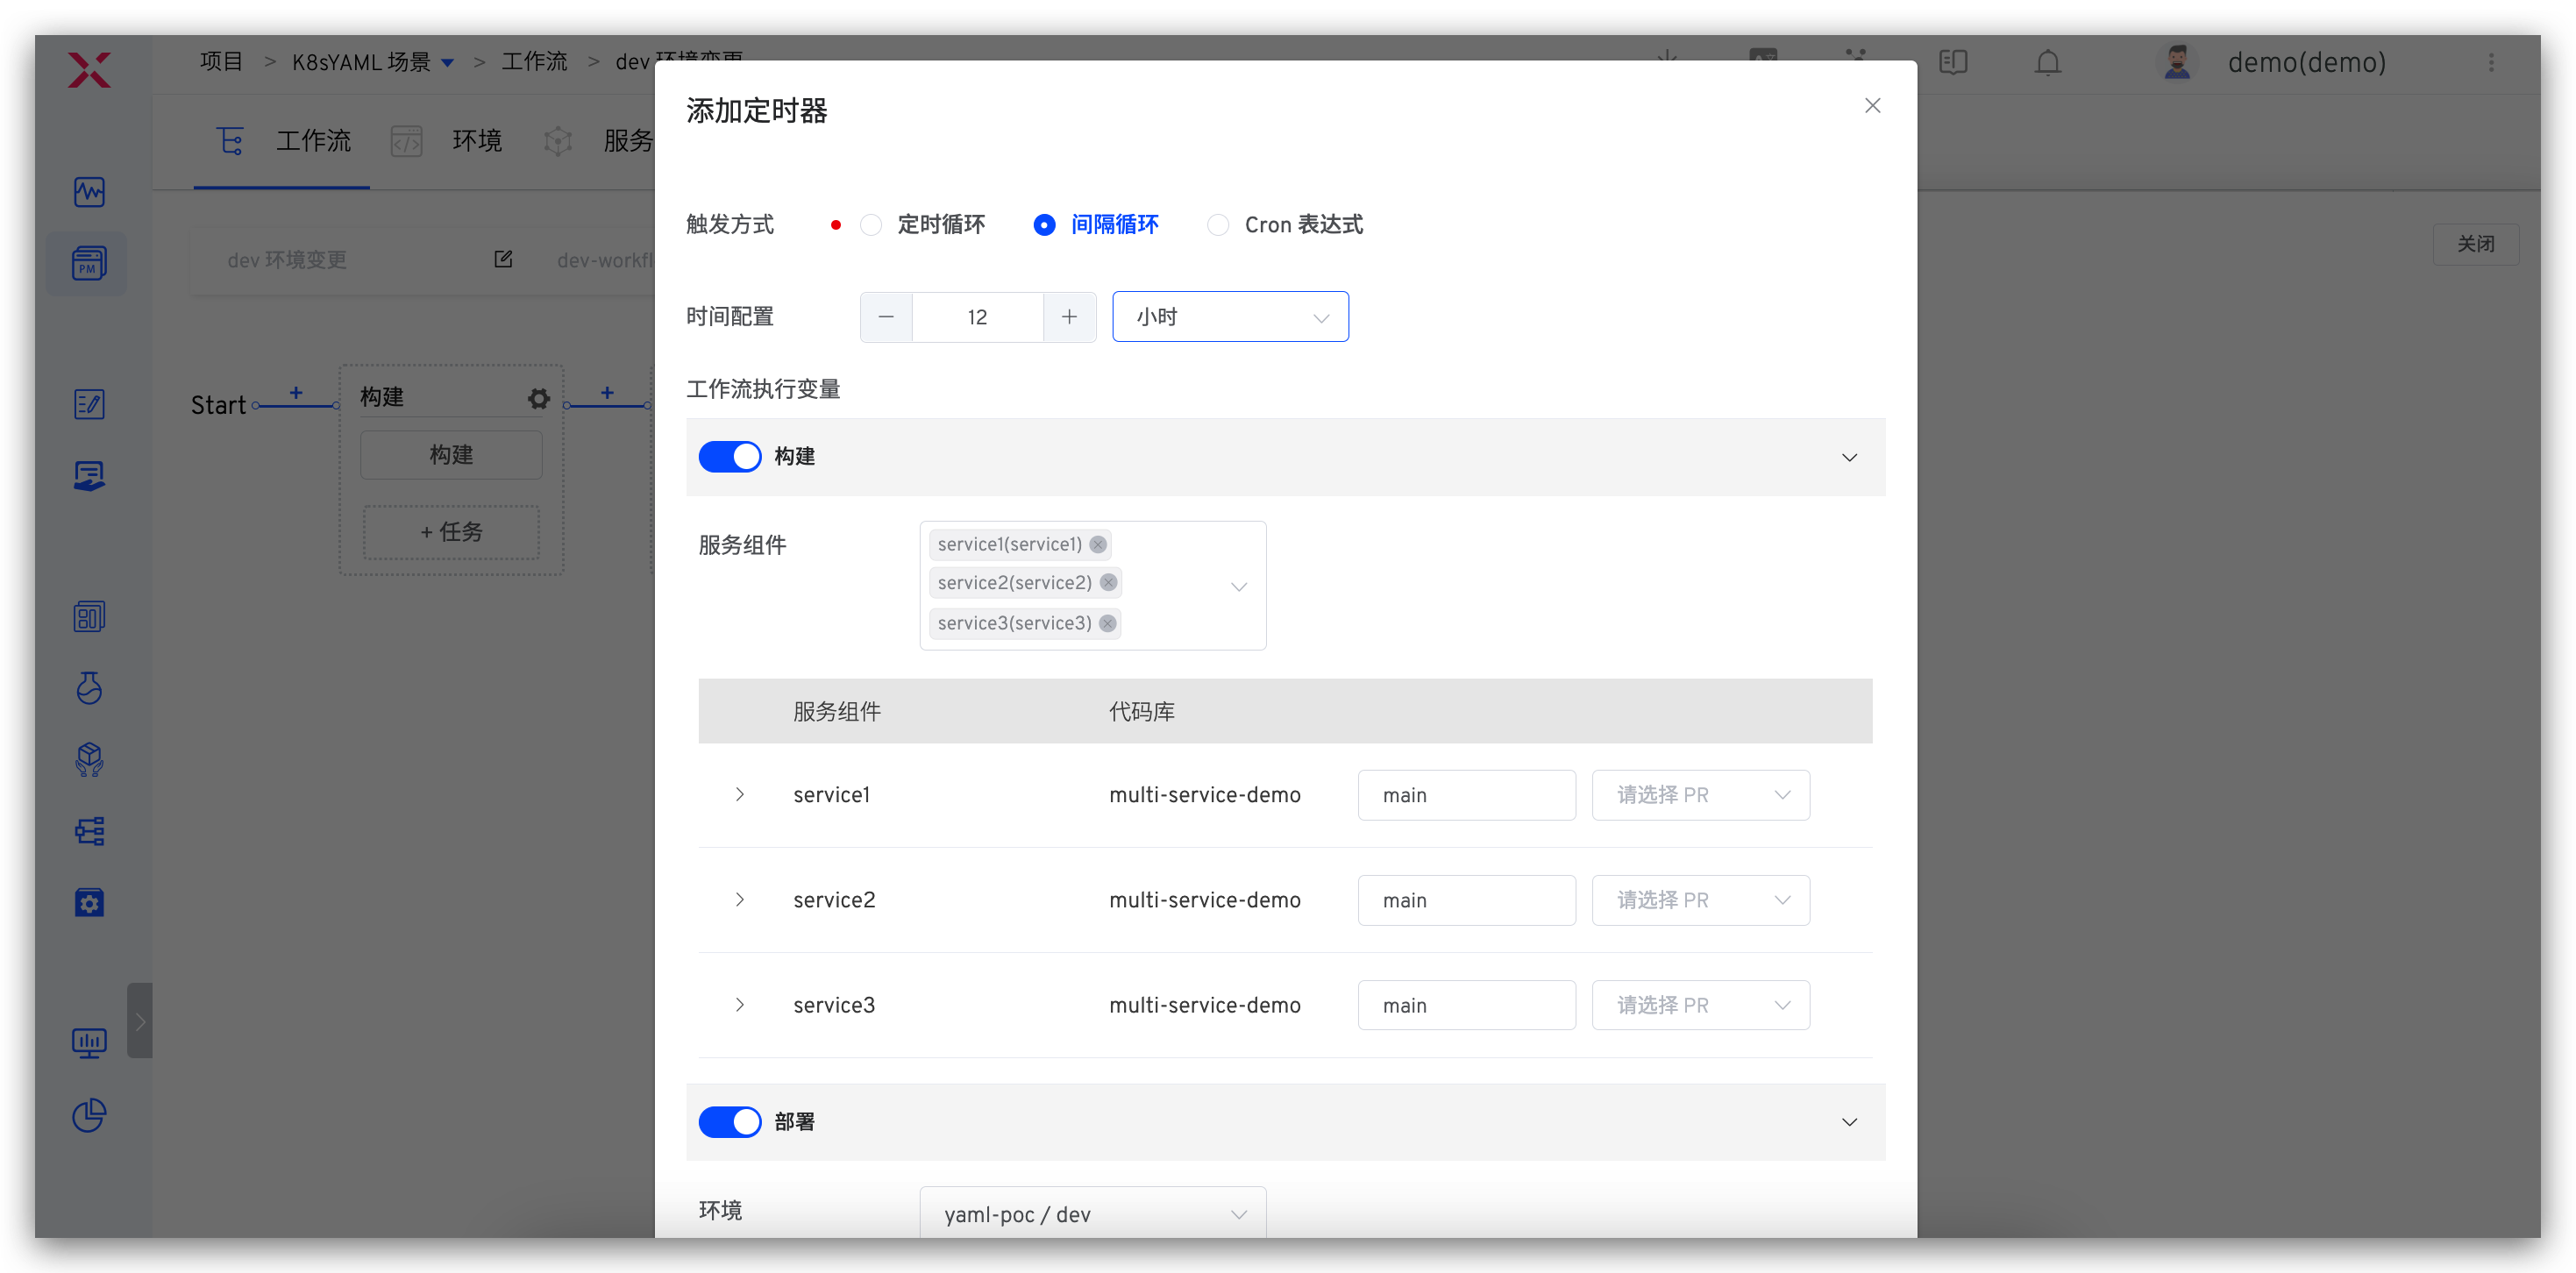 项目 > K8sYAML 场景 > 工作流 > dev 环境变更
demo(demo)
工作流 环境 服务
dev 环境变更 dev-workfl
关闭
PM
Start
构建
构建
+ 任务
添加定时器
触发方式 定时循环 间隔循环 Cron 表达式
时间配置 12 小时
工作流执行变量
构建
服务组件
service1(service1)
service2(service2)
service3(service3)
服务组件 代码库
service1 multi-service-demo main 请选择 PR
service2 multi-service-demo main 请选择 PR
service3 multi-service-demo main 请选择 PR
部署
环境 yaml-poc / dev